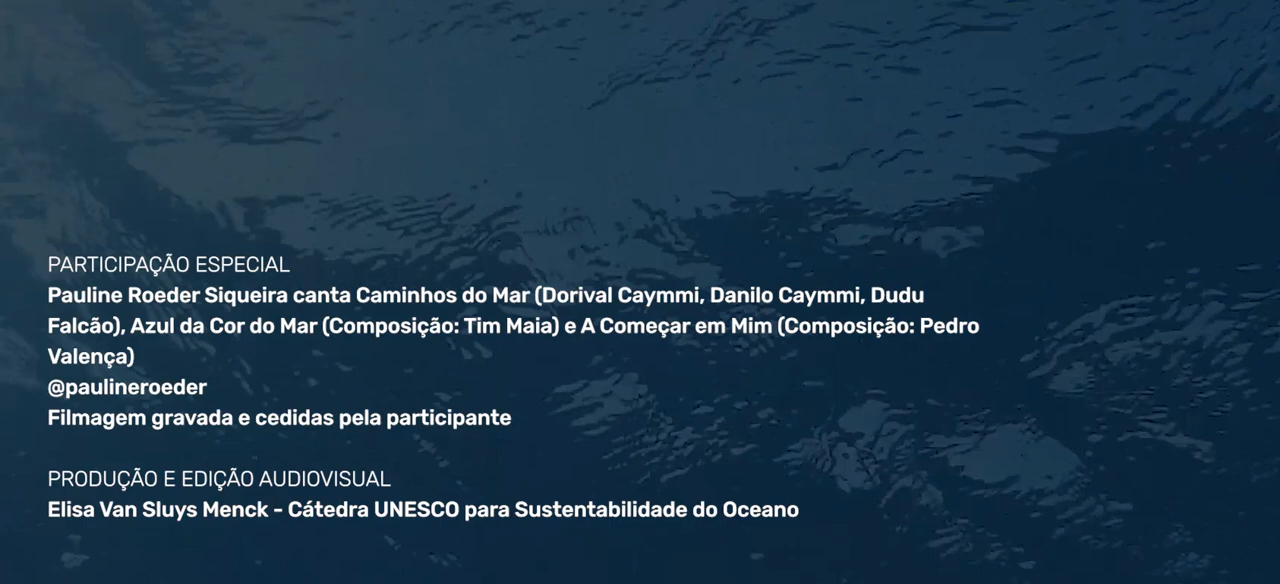 PARTICIPAÇÃO ESPECIAL
Pauline Roeder Siqueira canta Caminhos do Mar (Dorival Caymmi, Danilo Caymmi, Dudu
Falcão), Azul da Cor do Mar (Composição: Tim Maia) e A Começar em Mim (Composição: Pedro
Valença)
@paulineroeder
Filmagem gravada e cedidas pela participante
PRODUÇÃO E EDIÇÃO AUDIOVISUAL
Elisa Van Sluys Menck - Cátedra UNESCO para Sustentabilidade do Oceano